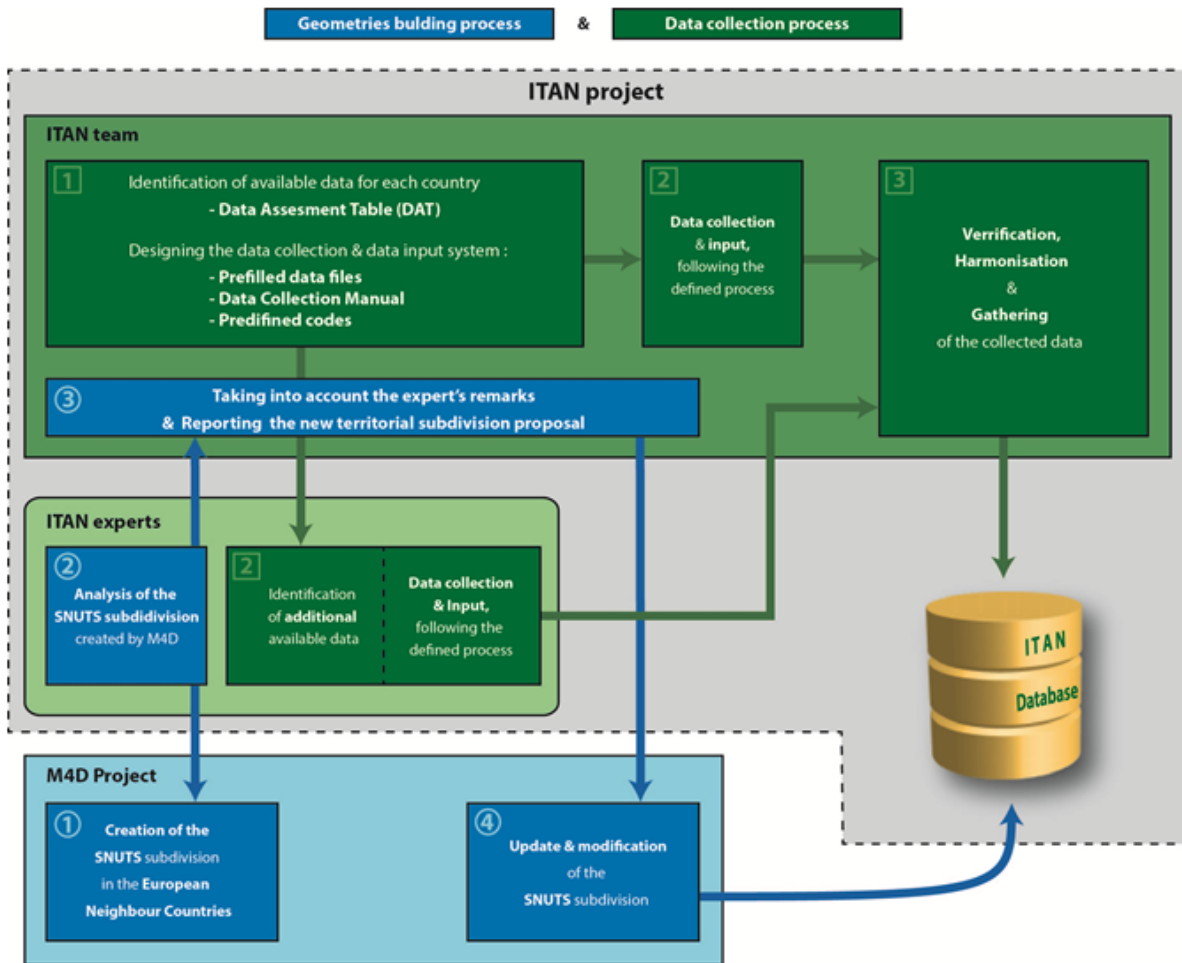 Geometries bulding process
&
Data collection process
ITAN project
ITAN team
1
Identification of available data for each country
- Data Assesment Table (DAT)
Designing the data collection & data input system :
- Prefilled data files
- Data Collection Manual
- Predifined codes
2
Data collection
& input,
following the
defined process
3
Verrification,
Harmonisation
&
Gathering
of the collected data
3
Taking into account the expert's remarks
& Reporting the new territorial subdivision proposal
ITAN experts
2
Analysis of the
SNUTS subdidivision
created by M4D
2
Identification
of additional
available data
Data collection
& Input,
following the
defined process
ITAN
Database
M4D Project
1
Creation of the
SNUTS subdivision
in the European
Neighbour Countries
4
Update & modification
of the
SNUTS subdivision